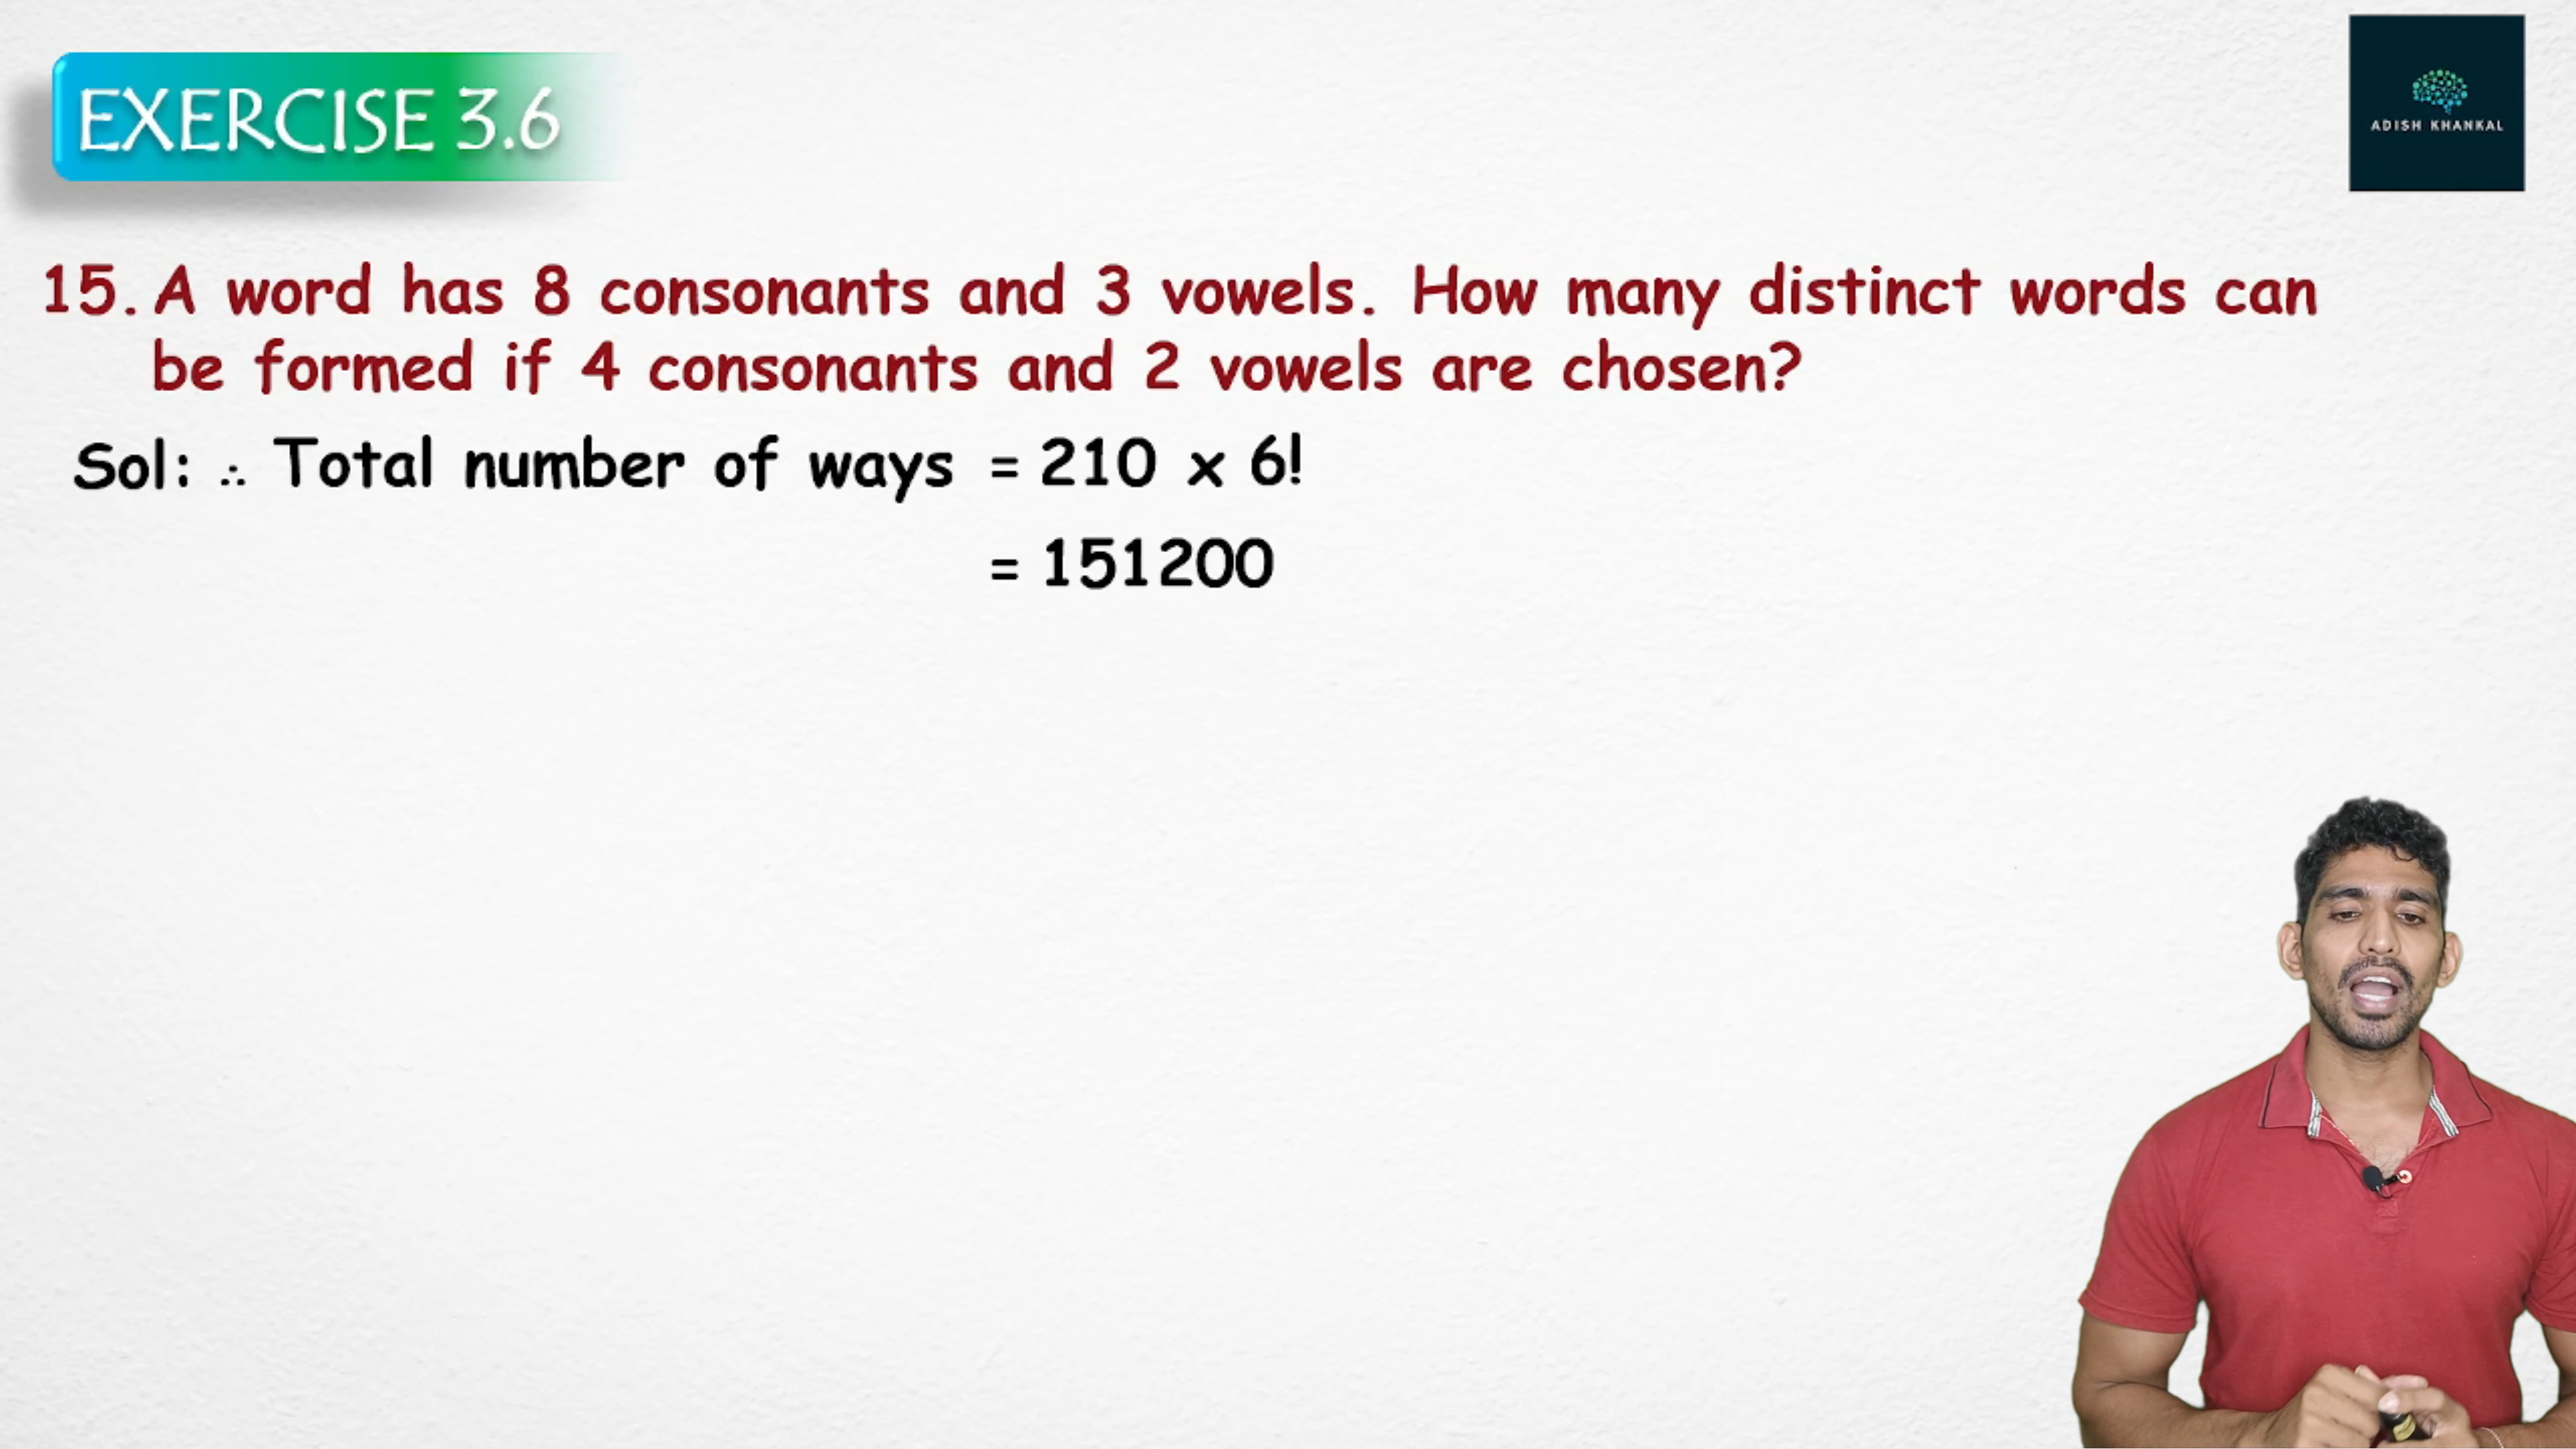 EXERCISE 3.6
ADISH KHANKAL
15. A word has 8 consonants and 3 vowels. How many distinct words can
be formed if 4 consonants and 2 vowels are chosen?
Sol: ∴ Total number of ways = 210 x 6!
= 151200